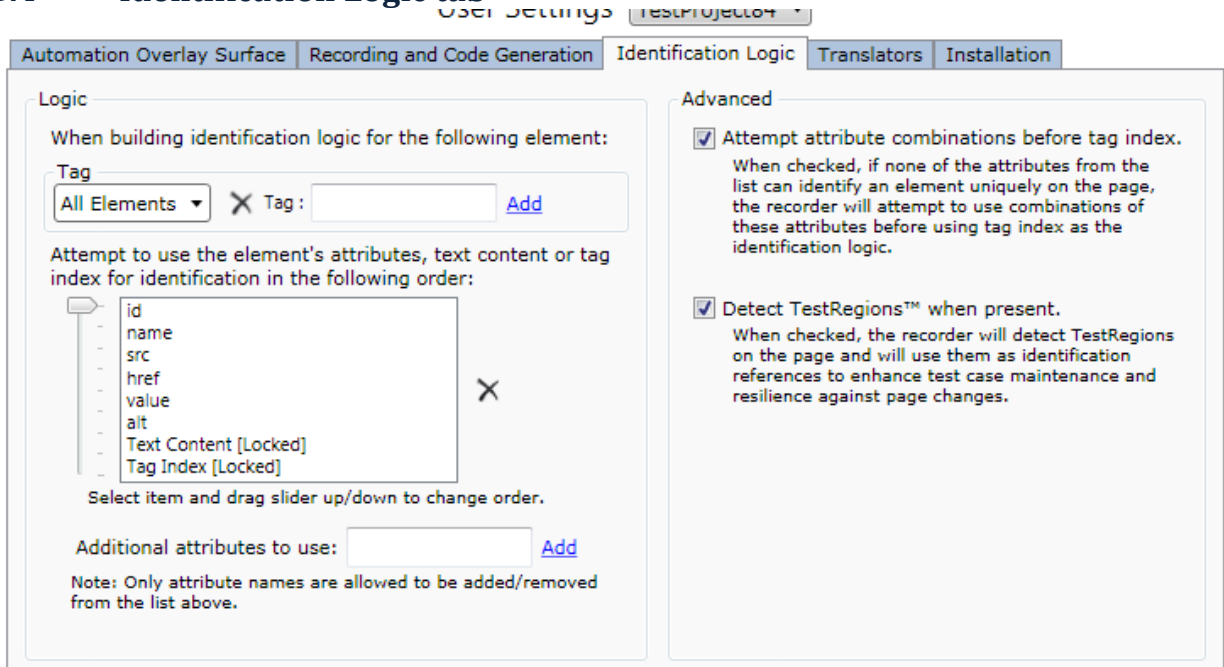 Identification Logic tab
User Settings TestProject84
Automation Overlay Surface Recording and Code Generation Identification Logic Translators Installation
Logic
When building identification logic for the following element:
Tag
All Elements Tag : Add
Attempt to use the element's attributes, text content or tag
index for identification in the following order:
id
name
src
href
value
alt
Text Content [Locked]
Tag Index [Locked]
Select item and drag slider up/down to change order.
Additional attributes to use: Add
Note: Only attribute names are allowed to be added/removed
from the list above.
Advanced
Attempt attribute combinations before tag index.
When checked, if none of the attributes from the
list can identify an element uniquely on the page,
the recorder will attempt to use combinations of
these attributes before using tag index as the
identification logic.
Detect TestRegions™ when present.
When checked, the recorder will detect TestRegions
on the page and will use them as identification
references to enhance test case maintenance and
resilience against page changes.